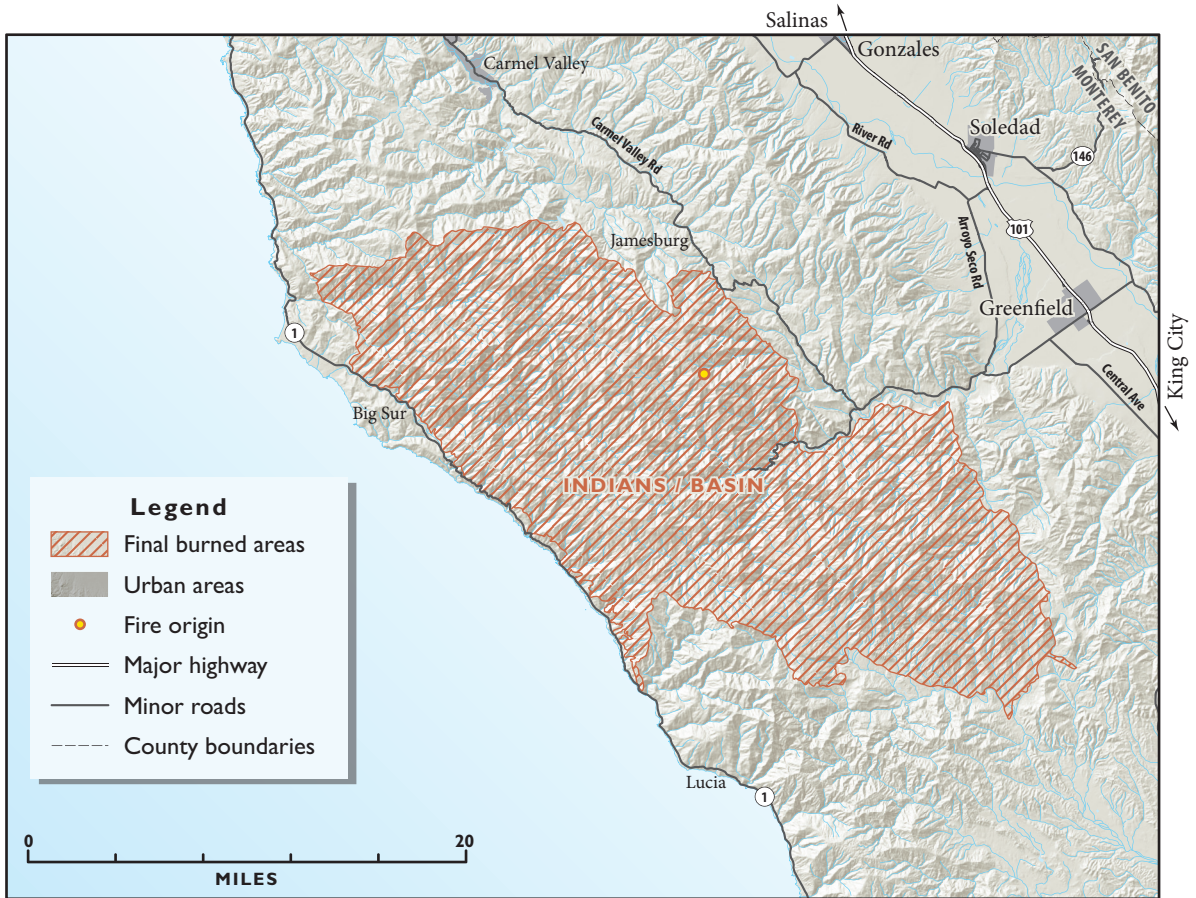 Salinas
Gonzales
SAN BENITO
MONTEREY
Carmel Valley
Carmel Valley Rd
River Rd
Soledad
146
Jamesburg
Arroyo Seco Rd
101
Greenfield
King City
Central Ave
1
Big Sur
INDIANS / BASIN
Legend
Final burned areas
Urban areas
Fire origin
Major highway
Minor roads
County boundaries
Lucia
1
0
20
MILES